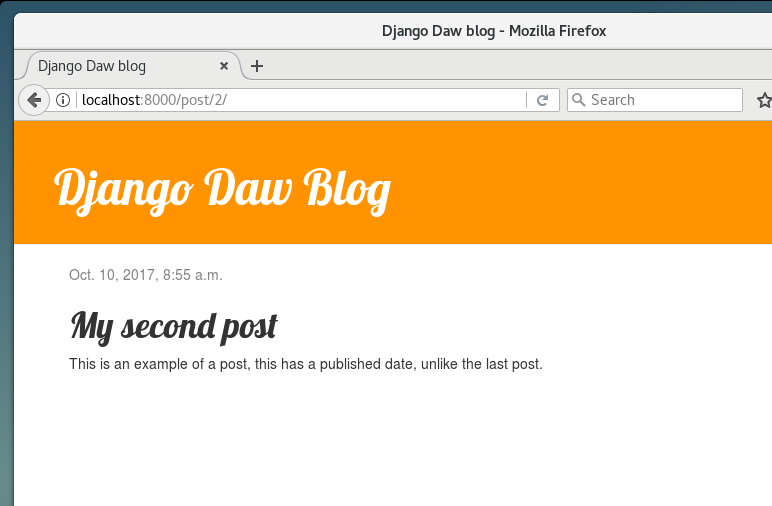 Django Daw blog - Mozilla Firefox
Django Daw blog
localhost:8000/post/2/
Search
Django Daw Blog
Oct. 10, 2017, 8:55 a.m.
My second post
This is an example of a post, this has a published date, unlike the last post.